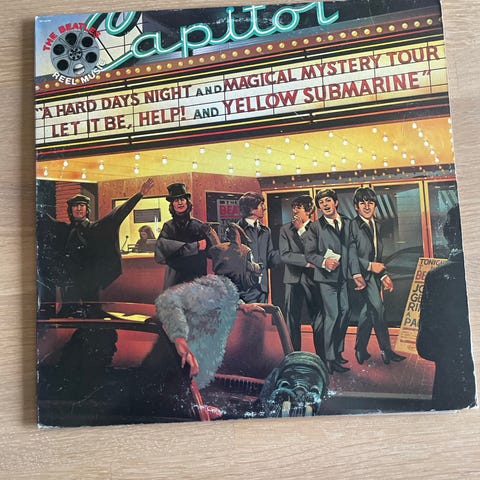 THE BEATLES
REEL MUSIC
Capitol
"A HARD DAYS NIGHT AND MAGICAL MYSTERY TOUR
LET IT BE, HELP! AND YELLOW SUBMARINE"
TONIGHT